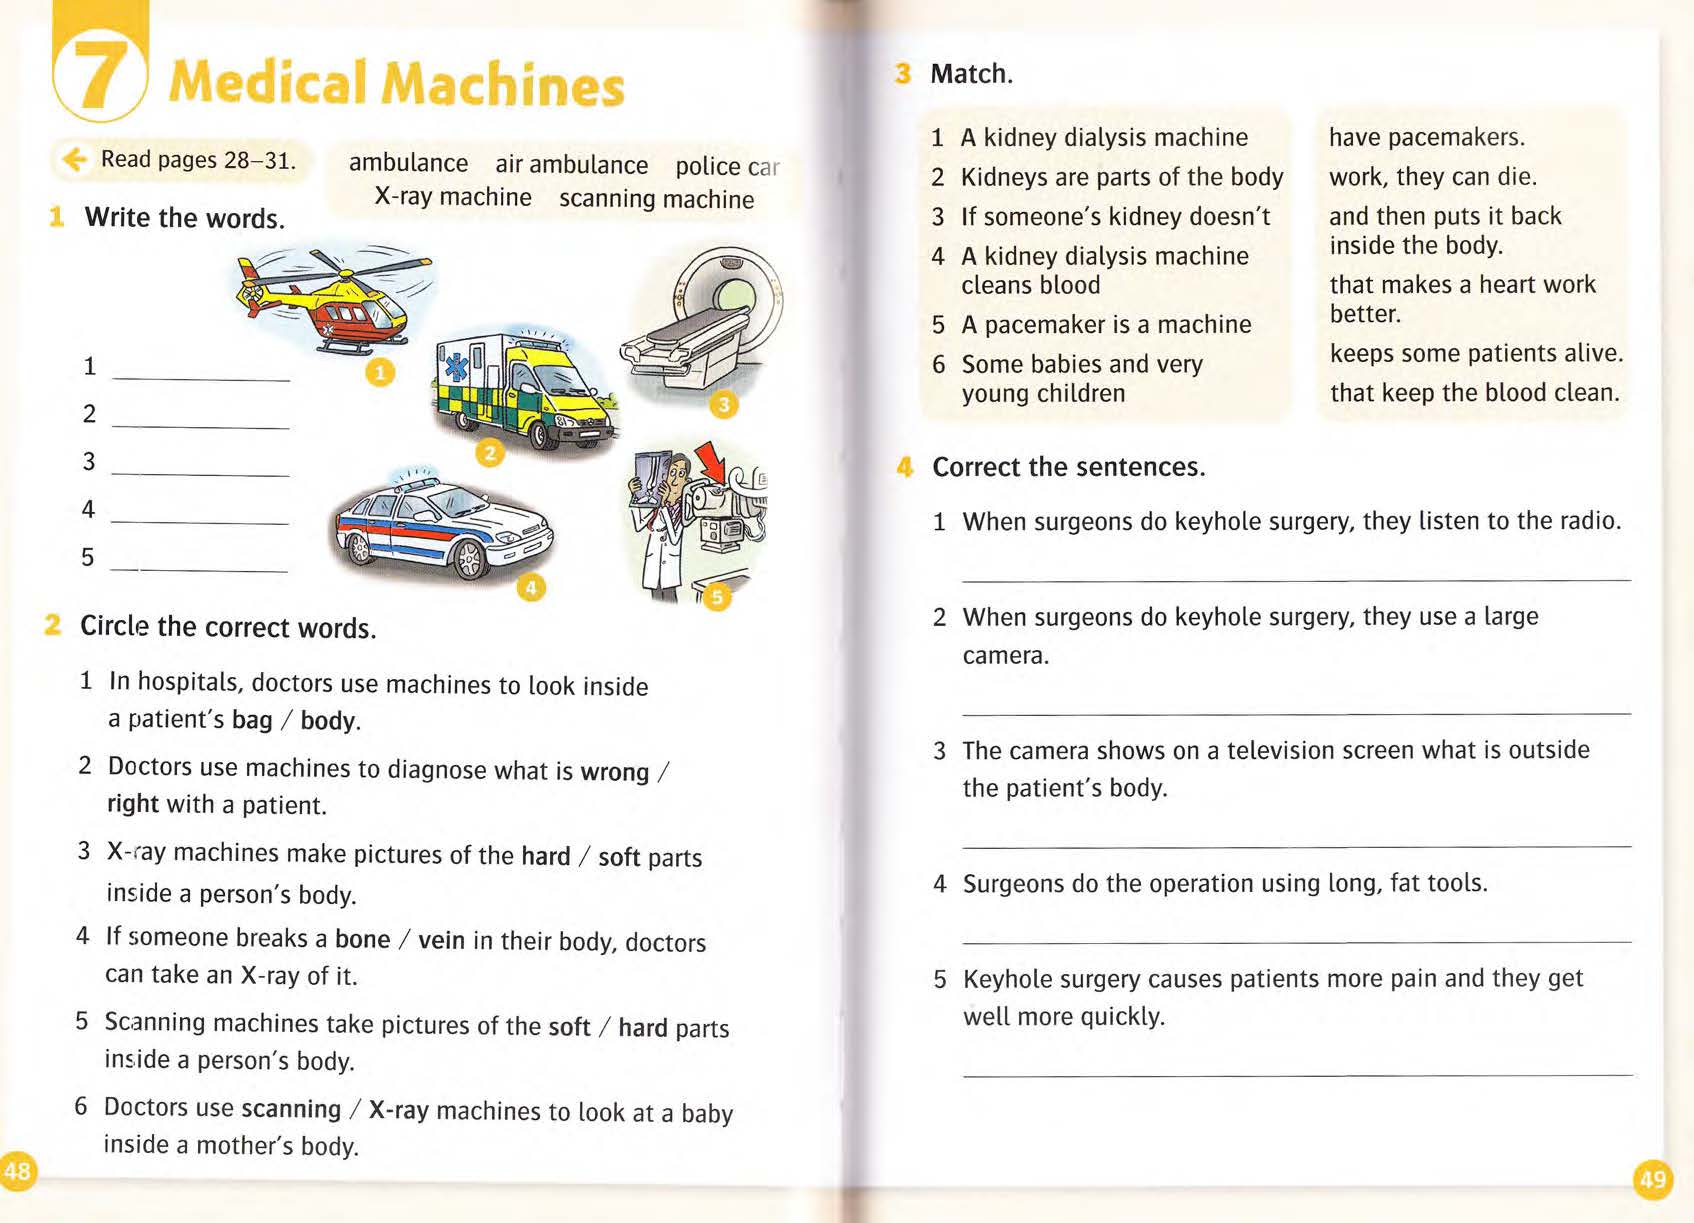 7
Medical Machines
Read pages 28–31.
ambulance air ambulance police car
X-ray machine scanning machine
1 Write the words.
1
2
3
4
5
1
2
3
4
5
2 Circle the correct words.
1 In hospitals, doctors use machines to look inside
a patient's bag / body.
2 Doctors use machines to diagnose what is wrong /
right with a patient.
3 X-ray machines make pictures of the hard / soft parts
inside a person's body.
4 If someone breaks a bone / vein in their body, doctors
can take an X-ray of it.
5 Scanning machines take pictures of the soft / hard parts
inside a person's body.
6 Doctors use scanning / X-ray machines to look at a baby
inside a mother's body.
48
3 Match.
1 A kidney dialysis machine
2 Kidneys are parts of the body
3 If someone's kidney doesn't
4 A kidney dialysis machine
cleans blood
5 A pacemaker is a machine
6 Some babies and very
young children
have pacemakers.
work, they can die.
and then puts it back
inside the body.
that makes a heart work
better.
keeps some patients alive.
that keep the blood clean.
4 Correct the sentences.
1 When surgeons do keyhole surgery, they listen to the radio.
2 When surgeons do keyhole surgery, they use a large
camera.
3 The camera shows on a television screen what is outside
the patient's body.
4 Surgeons do the operation using long, fat tools.
5 Keyhole surgery causes patients more pain and they get
well more quickly.
49